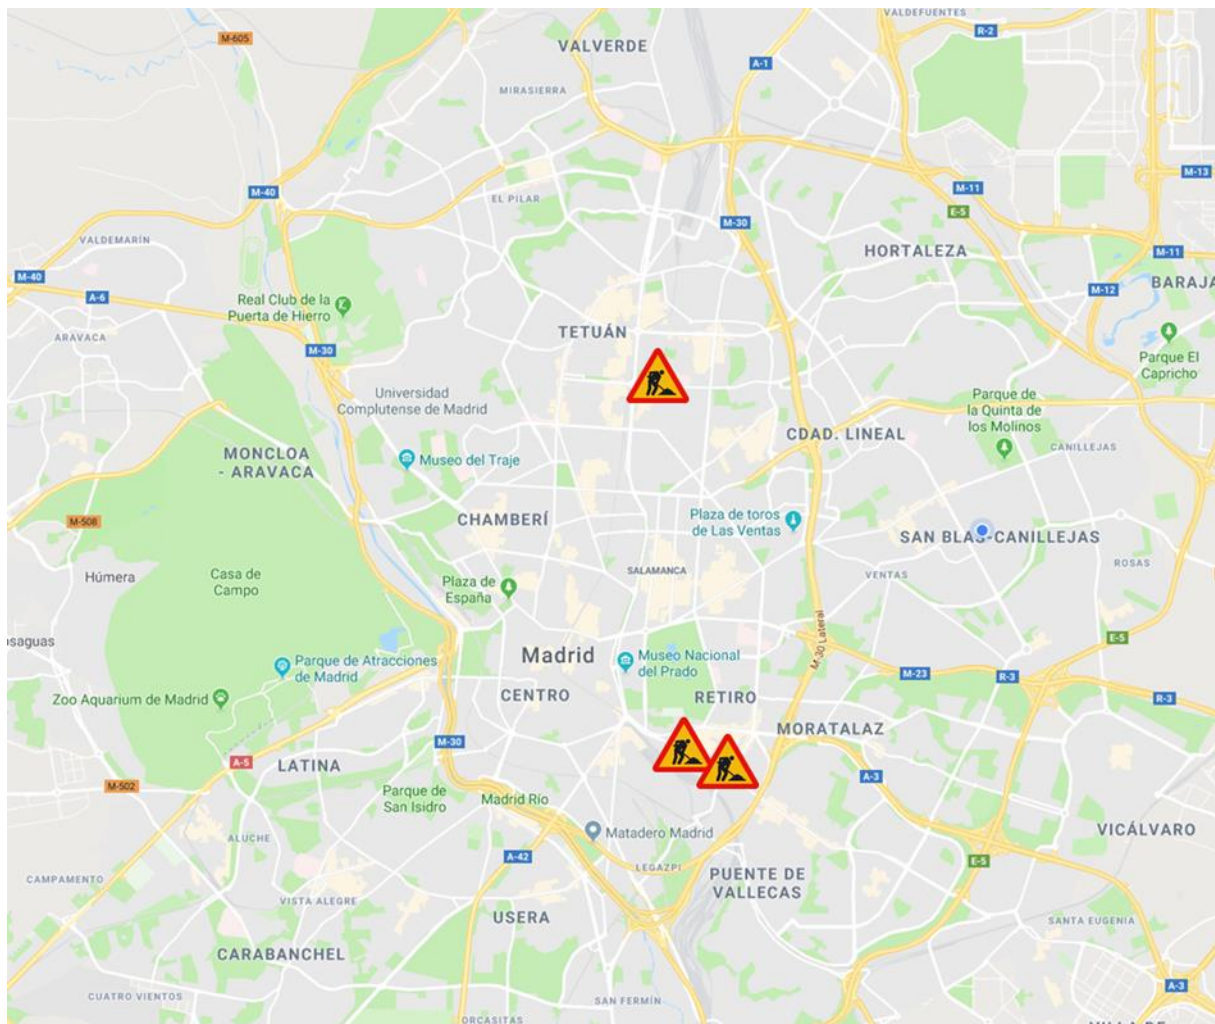 VALDEFUENTES
R-2
M-605
VALVERDE
A-1
MIRASIERRA
M-13
M-40
M-11
EL PILAR
E-5
M-30
VALDEMARÍN
HORTALEZA
M-11
M-40
A-6
M-12
BARAJA
Real Club de la
Puerta de Hierro
TETUÁN
ARAVACA
M-30
Parque El
Capricho
Universidad
Complutense de Madrid
Parque de
la Quinta de
los Molinos
CDAD. LINEAL
CANILLEJAS
MONCLOA
- ARAVACA
Museo del Traje
M-508
CHAMBERÍ
Plaza de toros
de Las Ventas
SAN BLAS-CANILLEJAS
Húmera
Casa de
Campo
Plaza de
España
SALAMANCA
VENTAS
ROSAS
osaguas
M-30 Lateral
E-5
Madrid
Museo Nacional
del Prado
Parque de Atracciones
de Madrid
M-23
R-3
R-3
Zoo Aquarium de Madrid
CENTRO
RETIRO
MORATALAZ
M-30
A-5
LATINA
M-502
A-3
Parque de
San Isidro
Madrid Río
Matadero Madrid
VICÁLVARO
ALUCHE
A-42
LEGAZPI
E-5
CAMPAMENTO
PUENTE DE
VALLECAS
VISTA ALEGRE
USERA
SANTA EUGENIA
CARABANCHEL
A-3
CUATRO VIENTOS
SAN FERMÍN
ORCASITAS
VILLA DE